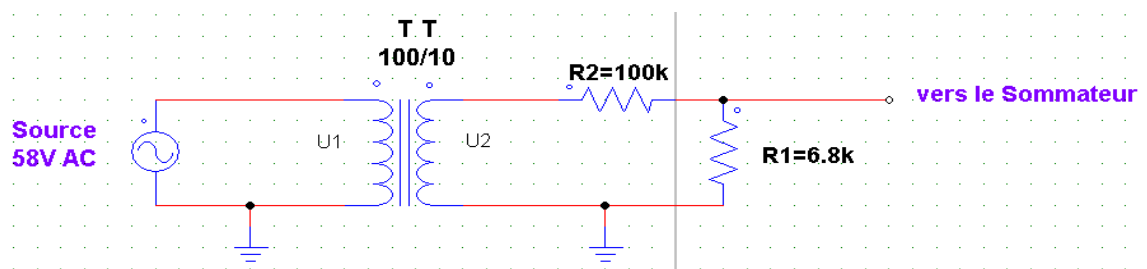 T T
100/10
R2=100k
vers le Sommateur
Source
58V AC
U1
U2
R1=6.8k